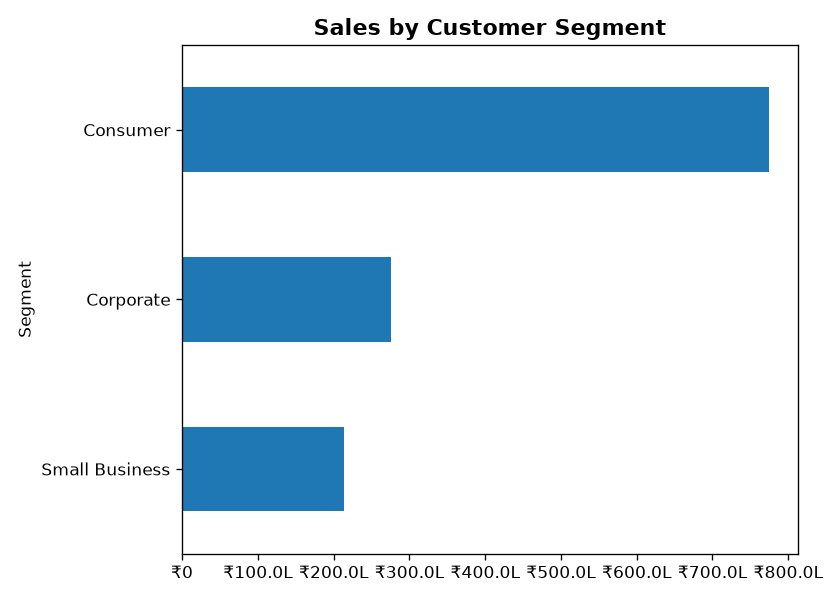 Sales by Customer Segment
Consumer
Corporate
Small Business
Segment
₹0 ₹100.0L ₹200.0L ₹300.0L ₹400.0L ₹500.0L ₹600.0L ₹700.0L ₹800.0L